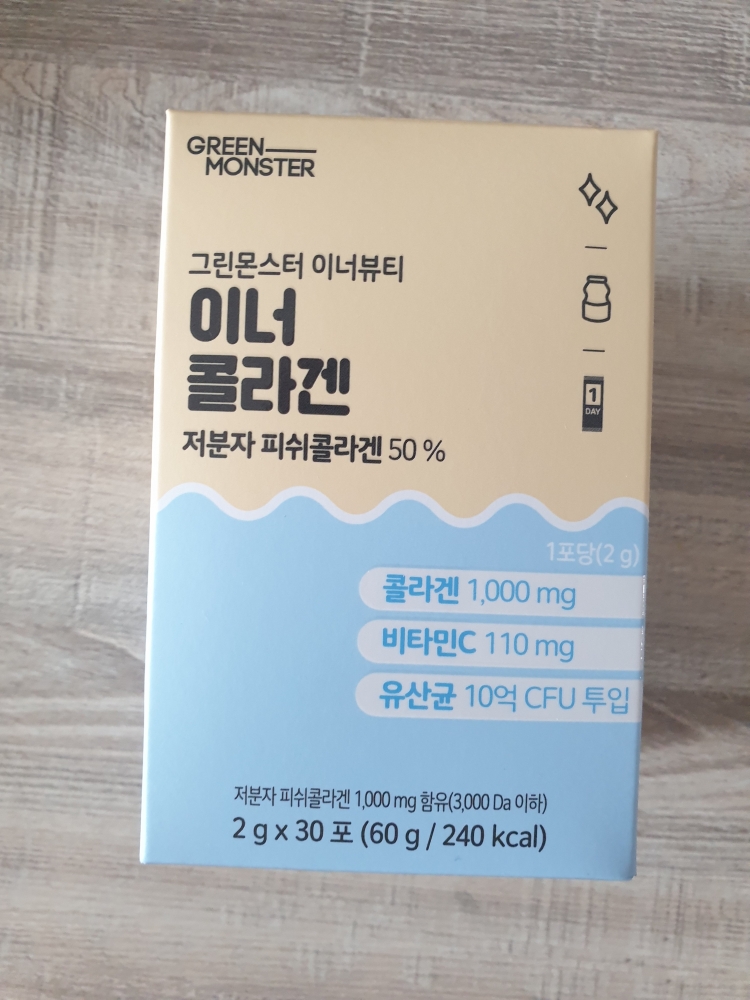 GREEN
MONSTER
그린몬스터 이너뷰티
이너
콜라겐
저분자 피쉬콜라겐 50 %
1
DAY
1포당(2 g)
콜라겐 1,000 mg
비타민C 110 mg
유산균 10억 CFU 투입
저분자 피쉬콜라겐 1,000 mg 함유(3,000 Da 이하)
2 g x 30 포 (60 g / 240 kcal)